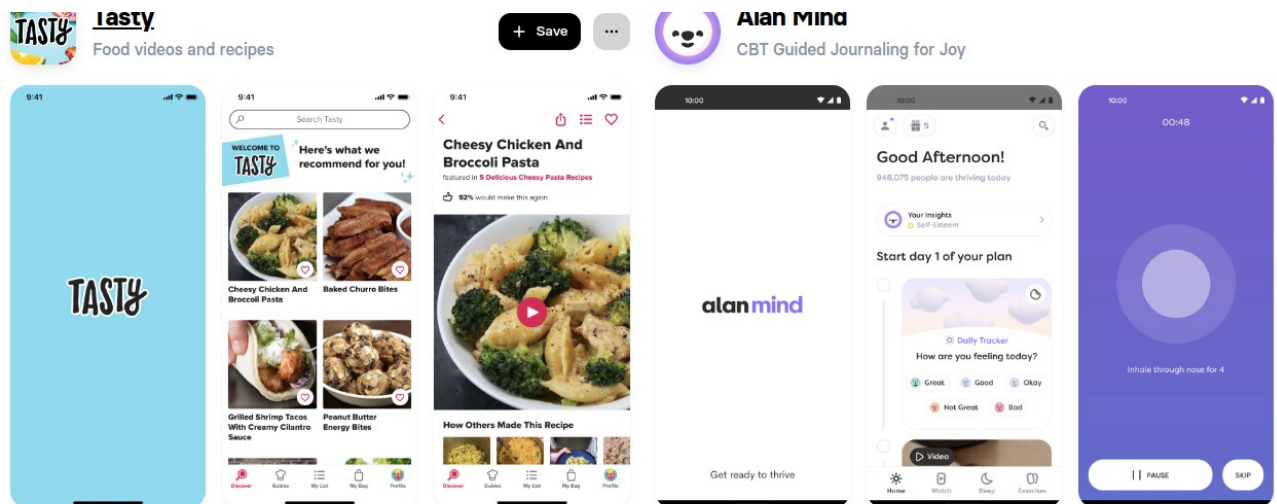 TASTY
Tasty
Food videos and recipes
+ Save
...
9:41
TASTY
9:41
Search Tasty
WELCOME TO
TASTY
Here's what we
recommend for you!
Cheesy Chicken And
Broccoli Pasta
Baked Churro Bites
Grilled Shrimp Tacos
With Creamy Cilantro
Sauce
Peanut Butter
Energy Bites
Discover
Guides
My List
My Bag
Profile
9:41
Cheesy Chicken And
Broccoli Pasta
featured in 5 Delicious Cheesy Pasta Recipes
92% would make this again
How Others Made This Recipe
Discover
Guides
My List
My Bag
Profile
Alan Mind
CBT Guided Journaling for Joy
10:00
alan mind
Get ready to thrive
10:00
5
Good Afternoon!
948,075 people are thriving today
Your Insights
Self-Esteem
Start day 1 of your plan
Daily Tracker
How are you feeling today?
Great
Good
Okay
Not Great
Bad
Video
Home
Watch
Sleep
Exercises
10:00
00:48
Inhale through nose for 4
PAUSE
SKIP